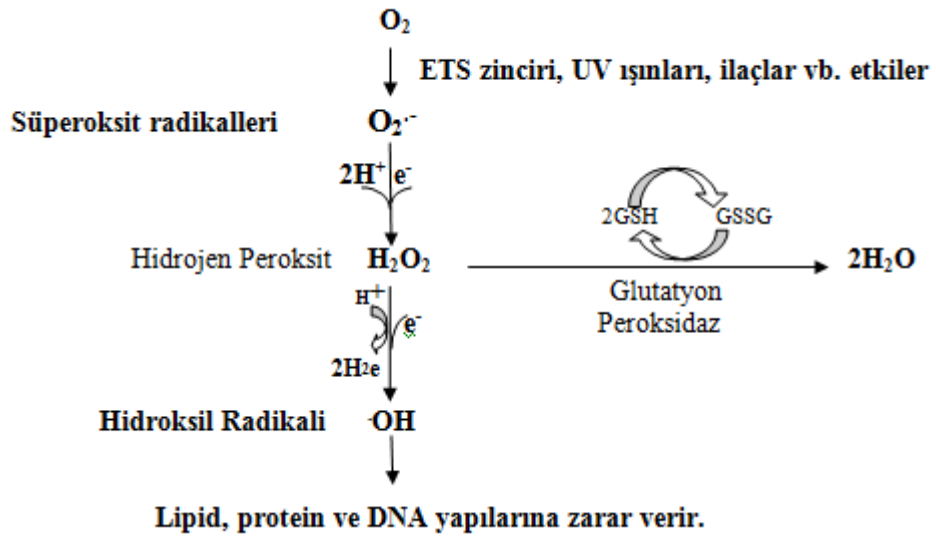 O₂
ETS zinciri, UV ışınları, ilaçlar vb. etkiler
Süperoksit radikalleri O₂·⁻
2H⁺ e⁻
2GSH GSSG
Hidrojen Peroksit H₂O₂ 2H₂O
Glutatyon
Peroksidaz
H⁺
e⁻
2H2e
Hidroksil Radikali ·OH
Lipid, protein ve DNA yapılarına zarar verir.